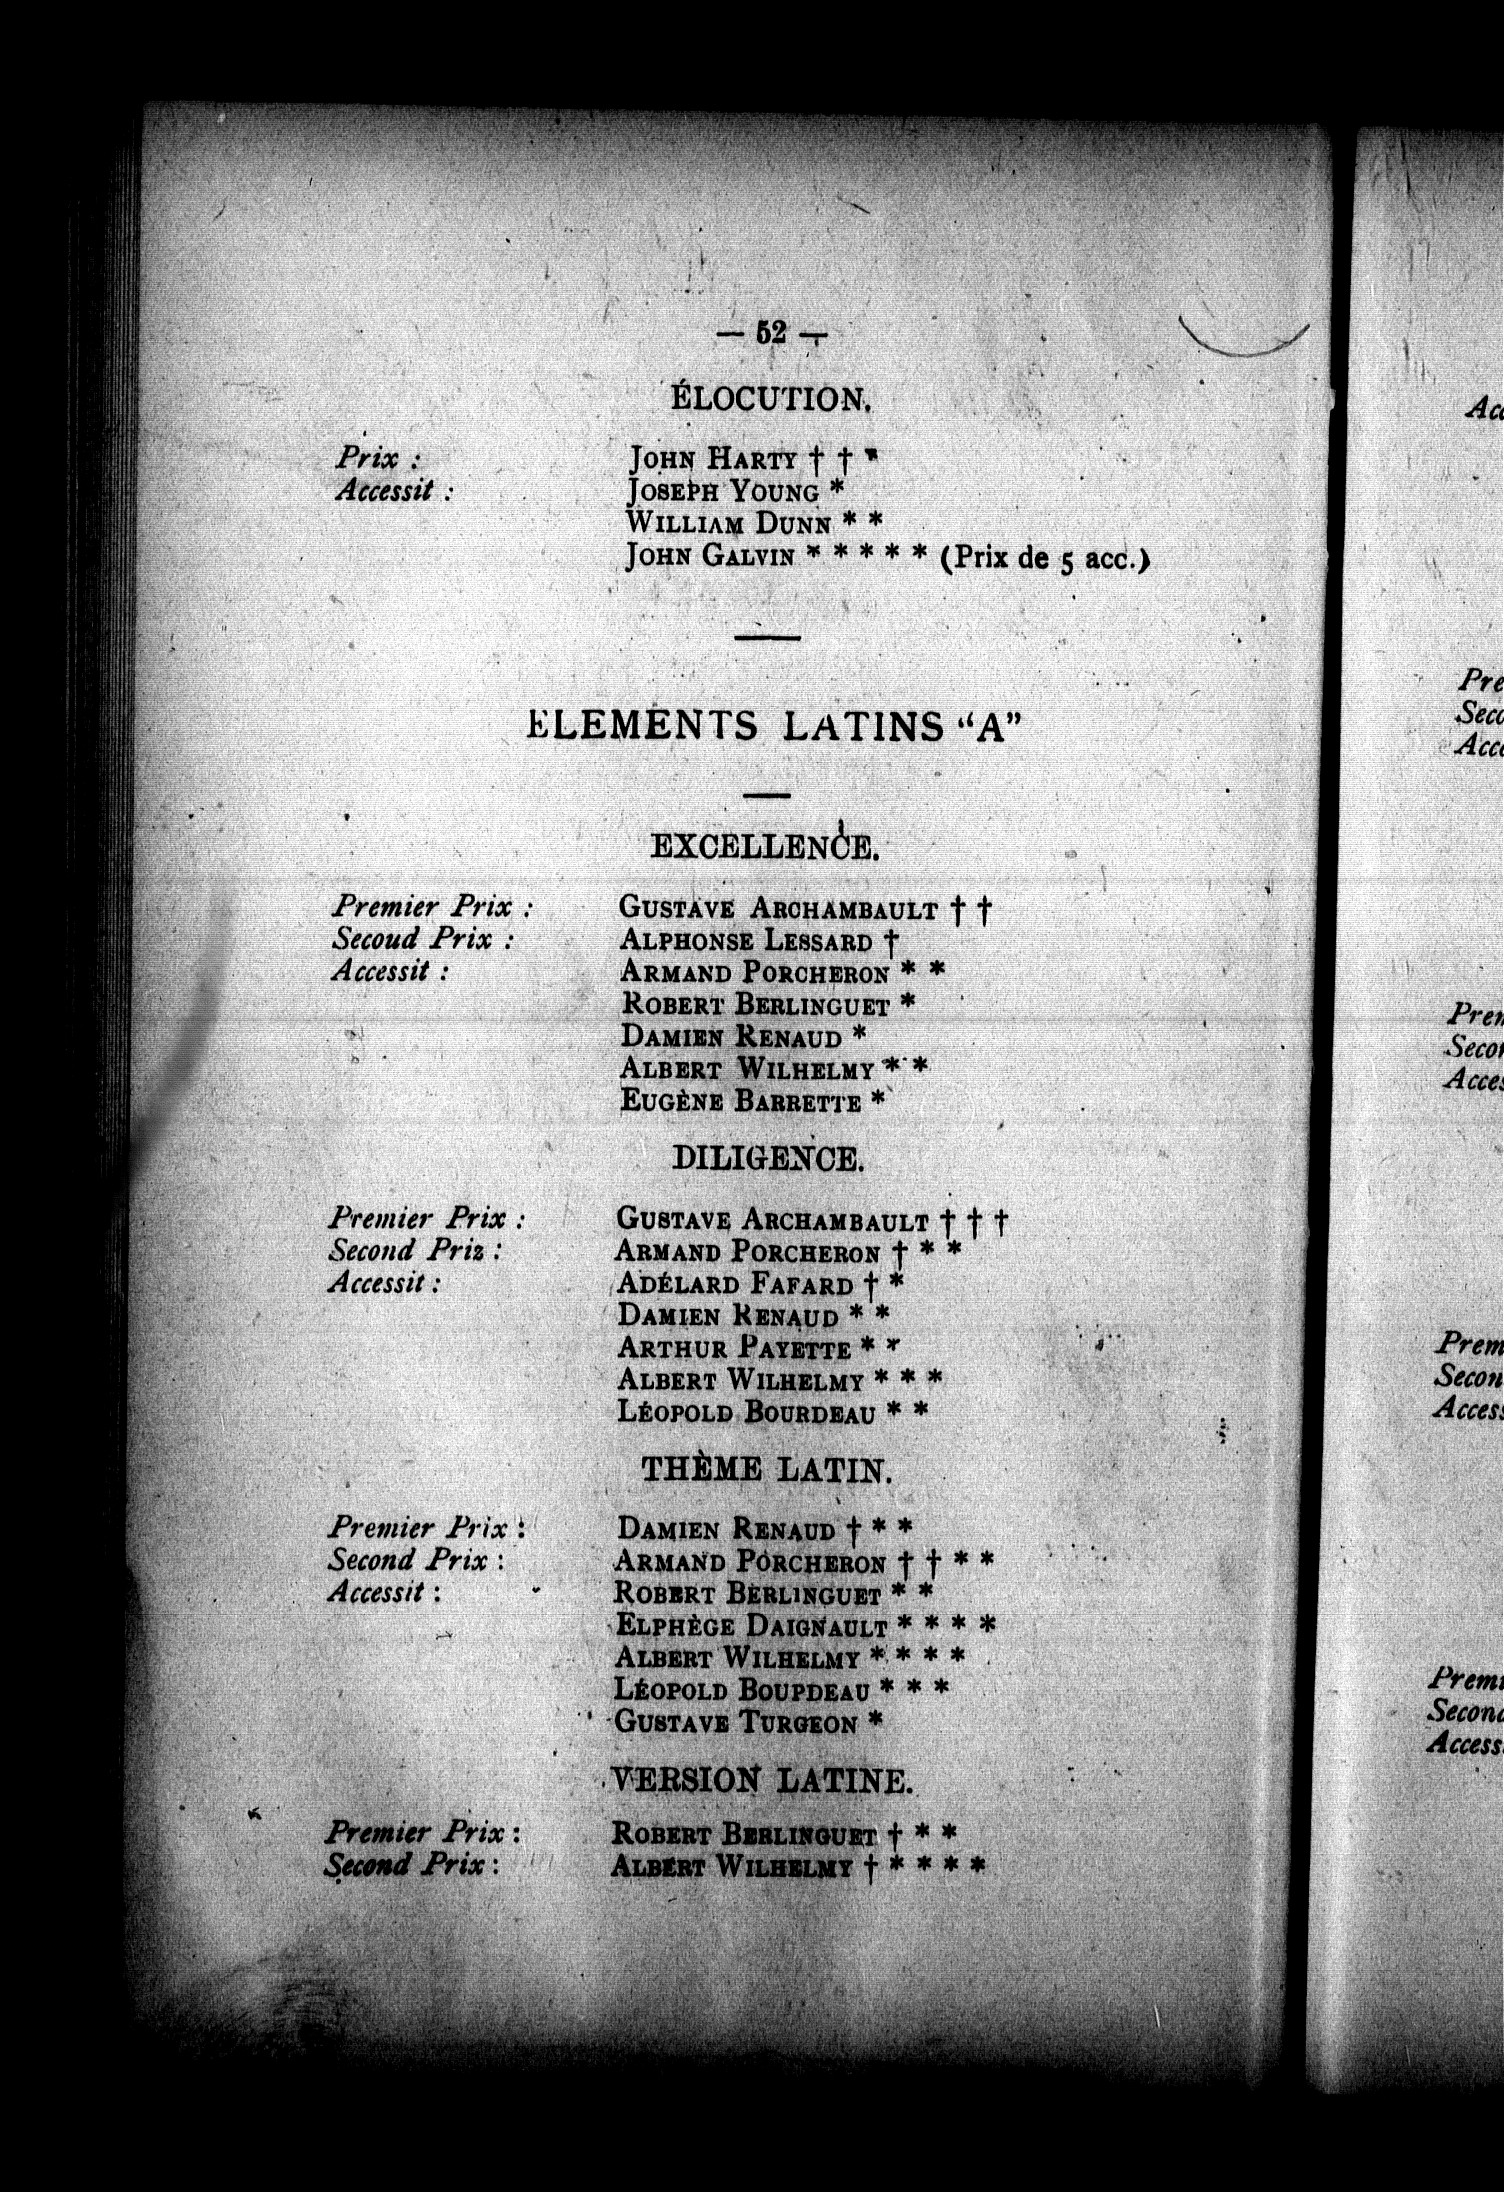 — 52 —
ÉLOCUTION.
Prix : JOHN HARTY † † *
Accessit : JOSEPH YOUNG *
WILLIAM DUNN * *
JOHN GALVIN * * * * * (Prix de 5 acc.)
ELEMENTS LATINS "A"
EXCELLENCE.
Premier Prix : GUSTAVE ARCHAMBAULT † †
Secoud Prix : ALPHONSE LESSARD †
Accessit : ARMAND PORCHERON * *
ROBERT BERLINGUET *
DAMIEN RENAUD *
ALBERT WILHELMY * *
EUGÈNE BARRETTE *
DILIGENCE.
Premier Prix : GUSTAVE ARCHAMBAULT † † †
Second Priz : ARMAND PORCHERON † * *
Accessit : ADÉLARD FAFARD † *
DAMIEN RENAUD * *
ARTHUR PAYETTE * *
ALBERT WILHELMY * * *
LÉOPOLD BOURDEAU * *
THÈME LATIN.
Premier Prix : DAMIEN RENAUD † * *
Second Prix : ARMAND PORCHERON † † * *
Accessit : ROBERT BERLINGUET * *
ELPHÈGE DAIGNAULT * * * *
ALBERT WILHELMY * * * *
LÉOPOLD BOUPDEAU * * *
GUSTAVE TURGEON *
VERSION LATINE.
Premier Prix : ROBERT BERLINGUET † * *
Second Prix : ALBERT WILHELMY † * * * *